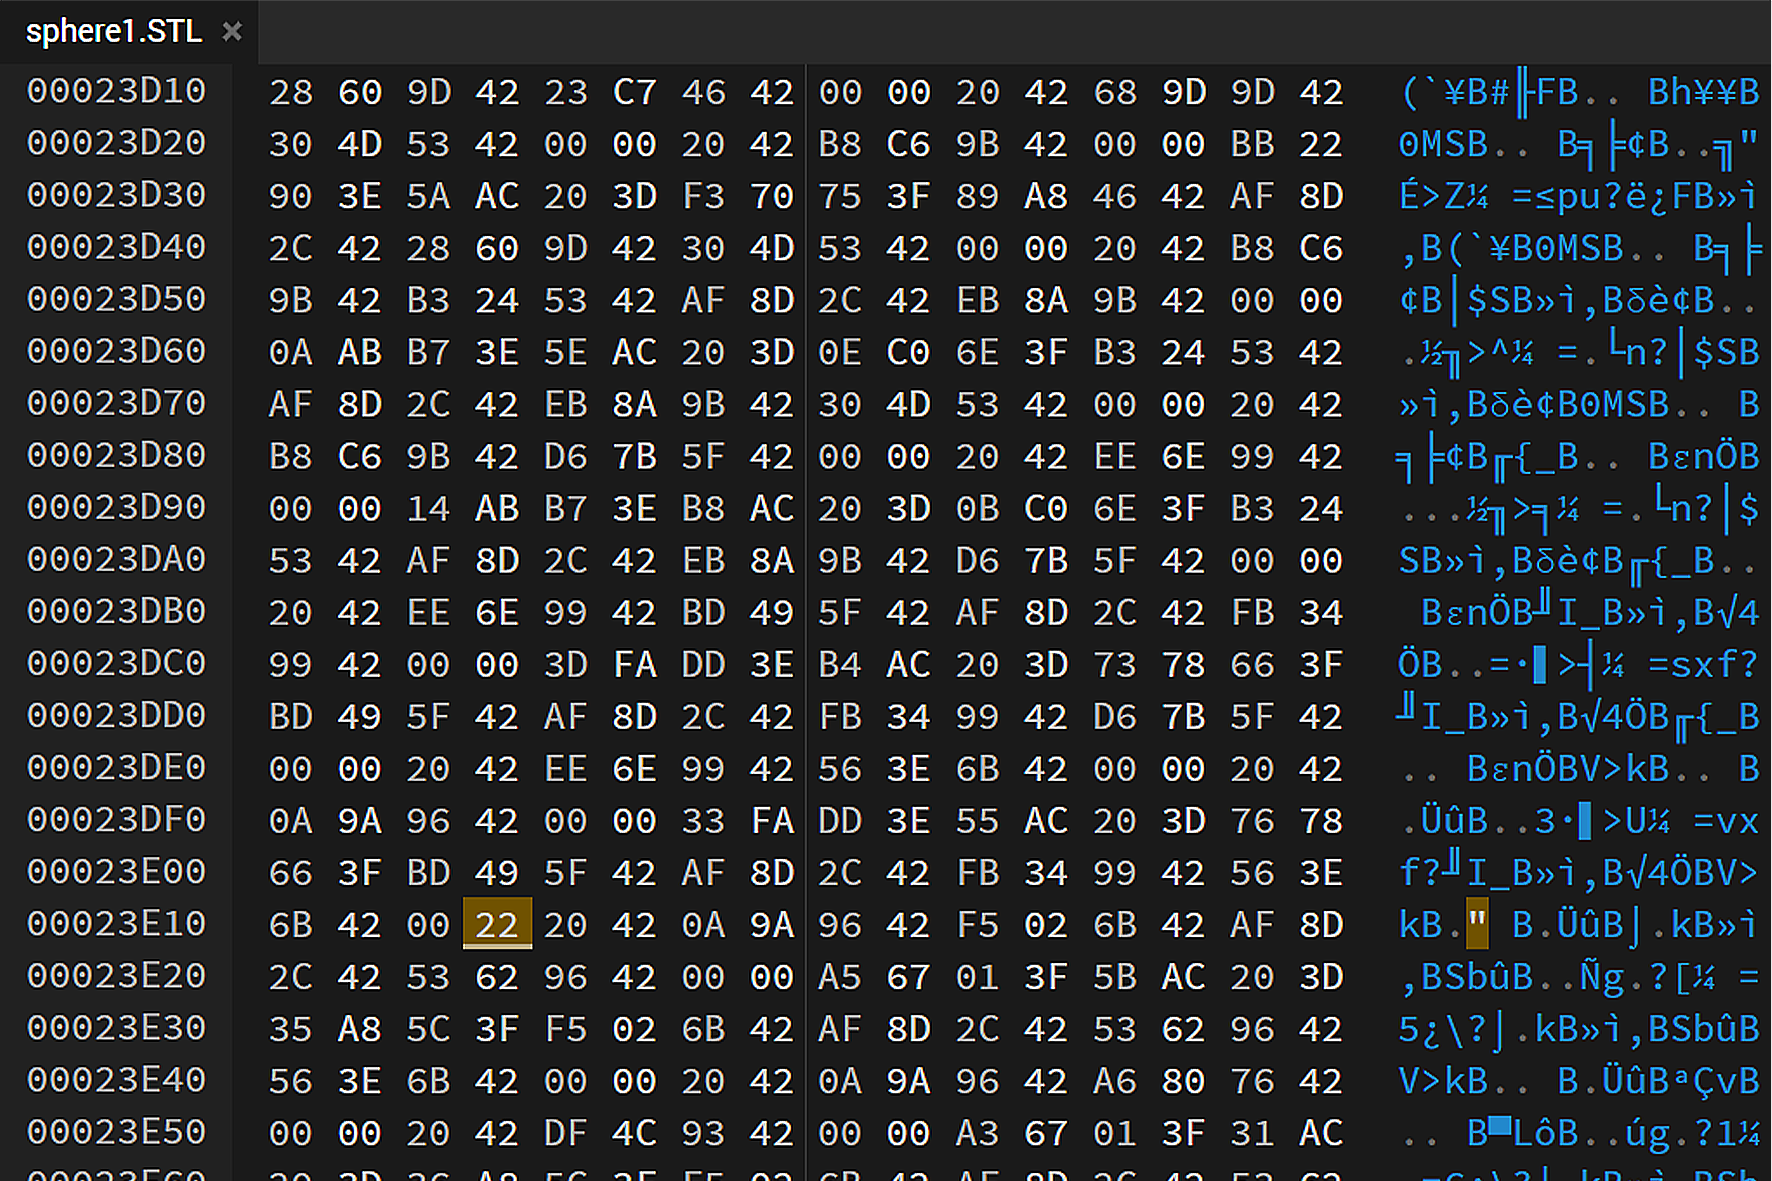 sphere1.STL ×
00023D10 28 60 9D 42 23 C7 46 42 00 00 20 42 68 9D 9D 42 (`¥B#╟FB.. Bh¥¥B
00023D20 30 4D 53 42 00 00 20 42 B8 C6 9B 42 00 00 BB 22 0MSB.. B╕╞¢B..╗"
00023D30 90 3E 5A AC 20 3D F3 70 75 3F 89 A8 46 42 AF 8D É>Z¼ =≤pu?ë¿FB»ì
00023D40 2C 42 28 60 9D 42 30 4D 53 42 00 00 20 42 B8 C6 ,B(`¥B0MSB.. B╕╞
00023D50 9B 42 B3 24 53 42 AF 8D 2C 42 EB 8A 9B 42 00 00 ¢B│$SB»ì,Bδè¢B..
00023D60 0A AB B7 3E 5E AC 20 3D 0E C0 6E 3F B3 24 53 42 .½╖>^¼ =.└n?│$SB
00023D70 AF 8D 2C 42 EB 8A 9B 42 30 4D 53 42 00 00 20 42 »ì,Bδè¢B0MSB.. B
00023D80 B8 C6 9B 42 D6 7B 5F 42 00 00 20 42 EE 6E 99 42 ╕╞¢B╓{_B.. BεnÖB
00023D90 00 00 14 AB B7 3E B8 AC 20 3D 0B C0 6E 3F B3 24 ...½╖>╕¼ =.└n?│$
00023DA0 53 42 AF 8D 2C 42 EB 8A 9B 42 D6 7B 5F 42 00 00 SB»ì,Bδè¢B╓{_B..
00023DB0 20 42 EE 6E 99 42 BD 49 5F 42 AF 8D 2C 42 FB 34 BεnÖB╜I_B»ì,B√4
00023DC0 99 42 00 00 3D FA DD 3E B4 AC 20 3D 73 78 66 3F ÖB..=·▌>┤¼ =sxf?
00023DD0 BD 49 5F 42 AF 8D 2C 42 FB 34 99 42 D6 7B 5F 42 ╜I_B»ì,B√4ÖB╓{_B
00023DE0 00 00 20 42 EE 6E 99 42 56 3E 6B 42 00 00 20 42 .. BεnÖBV>kB.. B
00023DF0 0A 9A 96 42 00 00 33 FA DD 3E 55 AC 20 3D 76 78 .ÜûB..3·▌>U¼ =vx
00023E00 66 3F BD 49 5F 42 AF 8D 2C 42 FB 34 99 42 56 3E f?╜I_B»ì,B√4ÖBV>
00023E10 6B 42 00 22 20 42 0A 9A 96 42 F5 02 6B 42 AF 8D kB." B.ÜûB⌡.kB»ì
00023E20 2C 42 53 62 96 42 00 00 A5 67 01 3F 5B AC 20 3D ,BSbûB..Ñg.?[¼ =
00023E30 35 A8 5C 3F F5 02 6B 42 AF 8D 2C 42 53 62 96 42 5¿\?⌡.kB»ì,BSbûB
00023E40 56 3E 6B 42 00 00 20 42 0A 9A 96 42 A6 80 76 42 V>kB.. B.ÜûBªÇvB
00023E50 00 00 20 42 DF 4C 93 42 00 00 A3 67 01 3F 31 AC .. B▀LôB..úg.?1¼